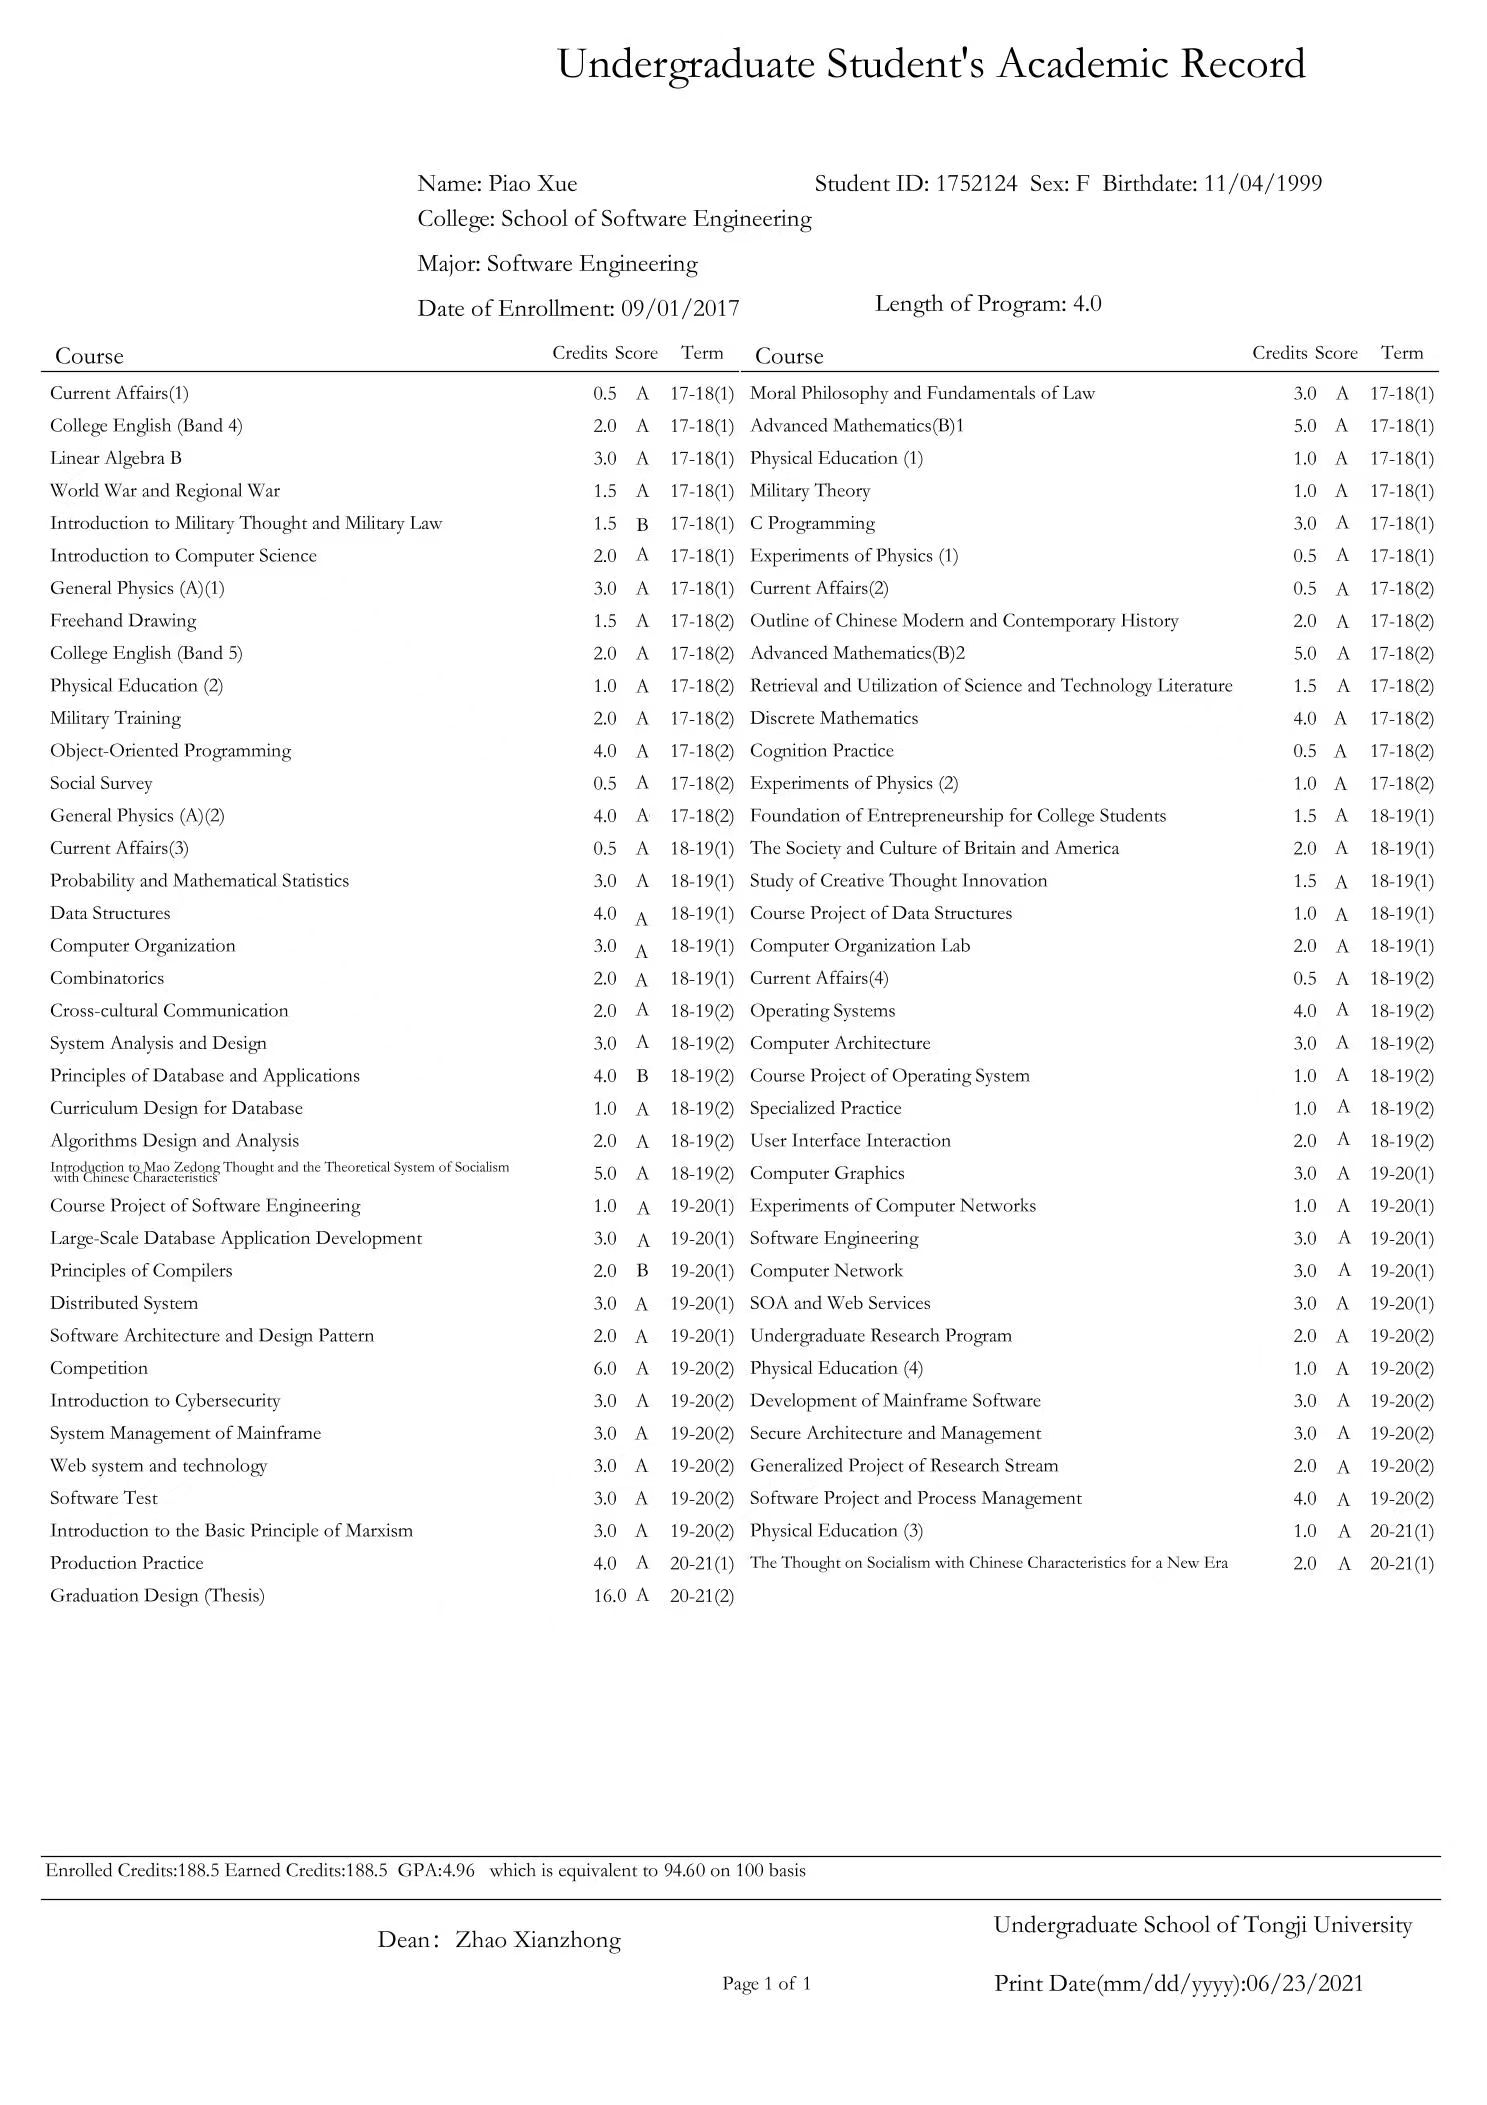 Undergraduate Student's Academic Record
Name: Piao Xue Student ID: 1752124 Sex: F Birthdate: 11/04/1999
College: School of Software Engineering
Major: Software Engineering
Date of Enrollment: 09/01/2017 Length of Program: 4.0
Course Credits Score Term Course Credits Score Term
Current Affairs(1) 0.5 A 17-18(1) Moral Philosophy and Fundamentals of Law 3.0 A 17-18(1)
College English (Band 4) 2.0 A 17-18(1) Advanced Mathematics(B)1 5.0 A 17-18(1)
Linear Algebra B 3.0 A 17-18(1) Physical Education (1) 1.0 A 17-18(1)
World War and Regional War 1.5 A 17-18(1) Military Theory 1.0 A 17-18(1)
Introduction to Military Thought and Military Law 1.5 B 17-18(1) C Programming 3.0 A 17-18(1)
Introduction to Computer Science 2.0 A 17-18(1) Experiments of Physics (1) 0.5 A 17-18(1)
General Physics (A)(1) 3.0 A 17-18(1) Current Affairs(2) 0.5 A 17-18(2)
Freehand Drawing 1.5 A 17-18(2) Outline of Chinese Modern and Contemporary History 2.0 A 17-18(2)
College English (Band 5) 2.0 A 17-18(2) Advanced Mathematics(B)2 5.0 A 17-18(2)
Physical Education (2) 1.0 A 17-18(2) Retrieval and Utilization of Science and Technology Literature 1.5 A 17-18(2)
Military Training 2.0 A 17-18(2) Discrete Mathematics 4.0 A 17-18(2)
Object-Oriented Programming 4.0 A 17-18(2) Cognition Practice 0.5 A 17-18(2)
Social Survey 0.5 A 17-18(2) Experiments of Physics (2) 1.0 A 17-18(2)
General Physics (A)(2) 4.0 A 17-18(2) Foundation of Entrepreneurship for College Students 1.5 A 18-19(1)
Current Affairs(3) 0.5 A 18-19(1) The Society and Culture of Britain and America 2.0 A 18-19(1)
Probability and Mathematical Statistics 3.0 A 18-19(1) Study of Creative Thought Innovation 1.5 A 18-19(1)
Data Structures 4.0 A 18-19(1) Course Project of Data Structures 1.0 A 18-19(1)
Computer Organization 3.0 A 18-19(1) Computer Organization Lab 2.0 A 18-19(1)
Combinatorics 2.0 A 18-19(1) Current Affairs(4) 0.5 A 18-19(2)
Cross-cultural Communication 2.0 A 18-19(2) Operating Systems 4.0 A 18-19(2)
System Analysis and Design 3.0 A 18-19(2) Computer Architecture 3.0 A 18-19(2)
Principles of Database and Applications 4.0 B 18-19(2) Course Project of Operating System 1.0 A 18-19(2)
Curriculum Design for Database 1.0 A 18-19(2) Specialized Practice 1.0 A 18-19(2)
Algorithms Design and Analysis 2.0 A 18-19(2) User Interface Interaction 2.0 A 18-19(2)
Introduction to Mao Zedong Thought and the Theoretical System of Socialism
with Chinese Characteristics 5.0 A 18-19(2) Computer Graphics 3.0 A 19-20(1)
Course Project of Software Engineering 1.0 A 19-20(1) Experiments of Computer Networks 1.0 A 19-20(1)
Large-Scale Database Application Development 3.0 A 19-20(1) Software Engineering 3.0 A 19-20(1)
Principles of Compilers 2.0 B 19-20(1) Computer Network 3.0 A 19-20(1)
Distributed System 3.0 A 19-20(1) SOA and Web Services 3.0 A 19-20(1)
Software Architecture and Design Pattern 2.0 A 19-20(1) Undergraduate Research Program 2.0 A 19-20(2)
Competition 6.0 A 19-20(2) Physical Education (4) 1.0 A 19-20(2)
Introduction to Cybersecurity 3.0 A 19-20(2) Development of Mainframe Software 3.0 A 19-20(2)
System Management of Mainframe 3.0 A 19-20(2) Secure Architecture and Management 3.0 A 19-20(2)
Web system and technology 3.0 A 19-20(2) Generalized Project of Research Stream 2.0 A 19-20(2)
Software Test 3.0 A 19-20(2) Software Project and Process Management 4.0 A 19-20(2)
Introduction to the Basic Principle of Marxism 3.0 A 19-20(2) Physical Education (3) 1.0 A 20-21(1)
Production Practice 4.0 A 20-21(1) The Thought on Socialism with Chinese Characteristics for a New Era 2.0 A 20-21(1)
Graduation Design (Thesis) 16.0 A 20-21(2)
Enrolled Credits:188.5 Earned Credits:188.5 GPA:4.96 which is equivalent to 94.60 on 100 basis
Dean: Zhao Xianzhong Undergraduate School of Tongji University
Page 1 of 1 Print Date(mm/dd/yyyy):06/23/2021